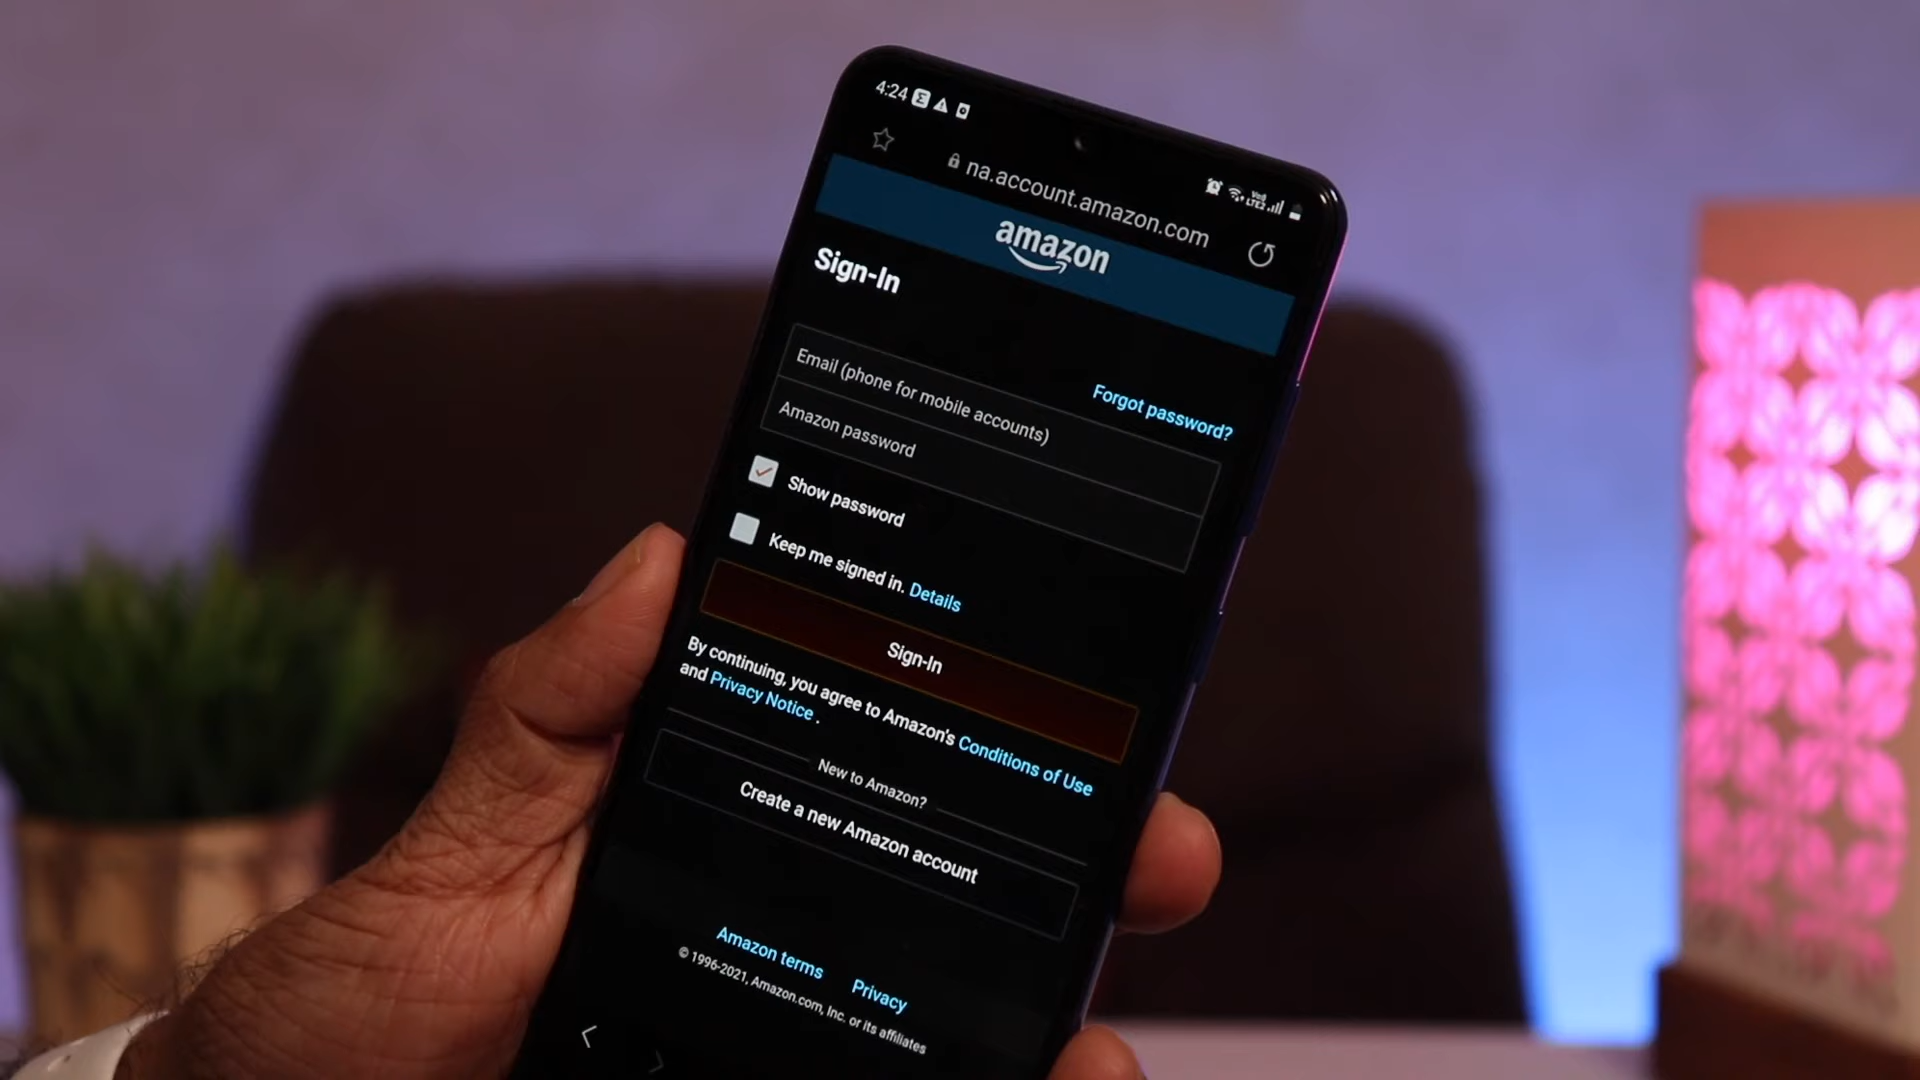 4:24
na.account.amazon.com
VoD
LTE2
amazon
Sign-In
Forgot password?
Email (phone for mobile accounts)
Amazon password
Show password
Keep me signed in. Details
Sign-In
By continuing, you agree to Amazon's Conditions of Use
and Privacy Notice .
New to Amazon?
Create a new Amazon account
Amazon terms Privacy
© 1996-2021, Amazon.com, Inc. or its affiliates